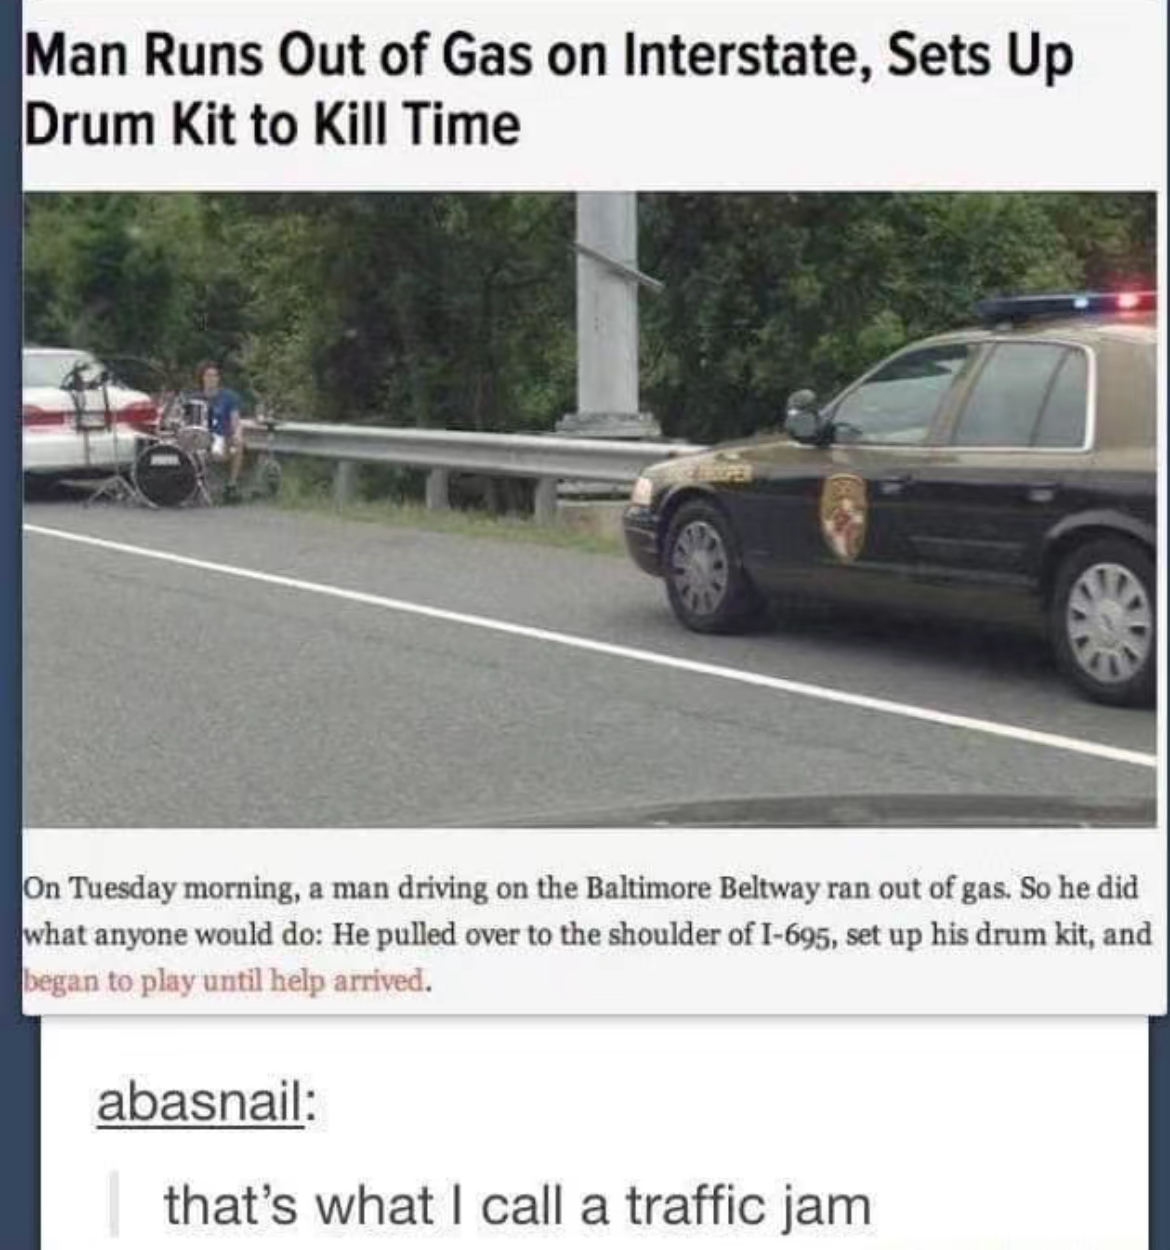 Man Runs Out of Gas on Interstate, Sets Up
Drum Kit to Kill Time
On Tuesday morning, a man driving on the Baltimore Beltway ran out of gas. So he did
what anyone would do: He pulled over to the shoulder of I-695, set up his drum kit, and
began to play until help arrived.
abasnail:
that's what I call a traffic jam